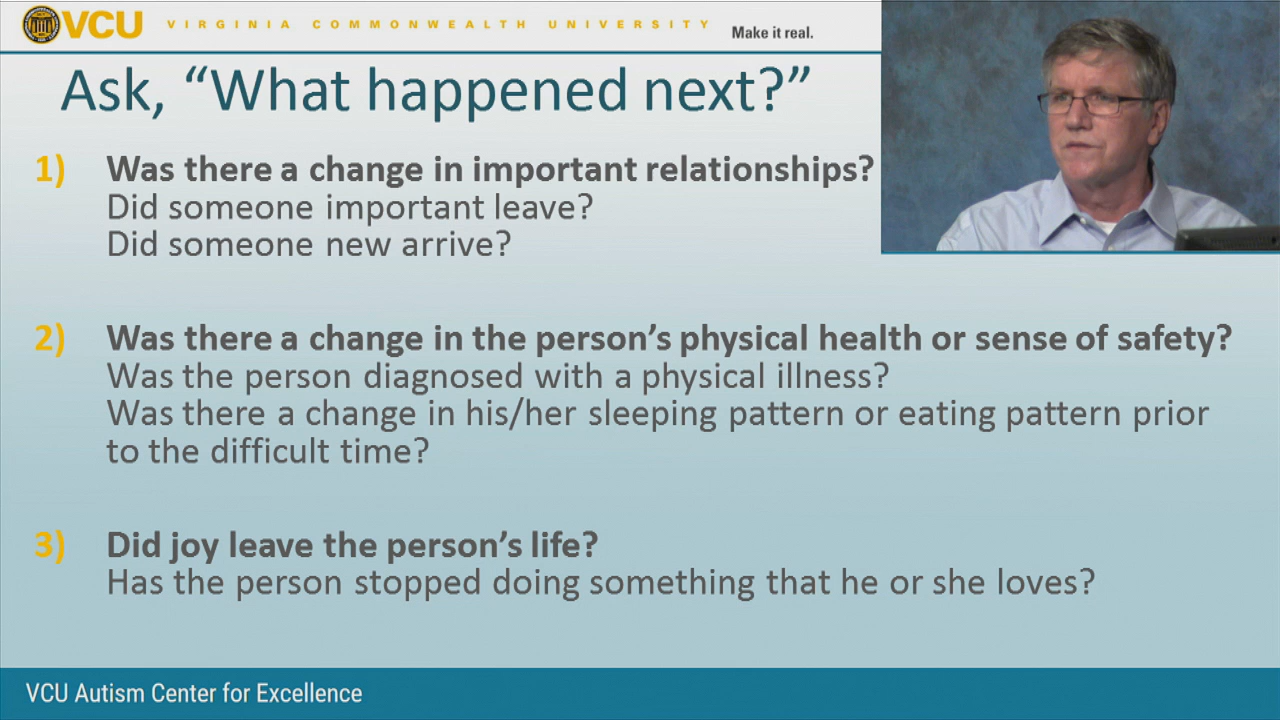 VCU VIRGINIA COMMONWEALTH UNIVERSITY Make it real.
Ask, “What happened next?”
1) Was there a change in important relationships?
Did someone important leave?
Did someone new arrive?
2) Was there a change in the person’s physical health or sense of safety?
Was the person diagnosed with a physical illness?
Was there a change in his/her sleeping pattern or eating pattern prior
to the difficult time?
3) Did joy leave the person’s life?
Has the person stopped doing something that he or she loves?
VCU Autism Center for Excellence